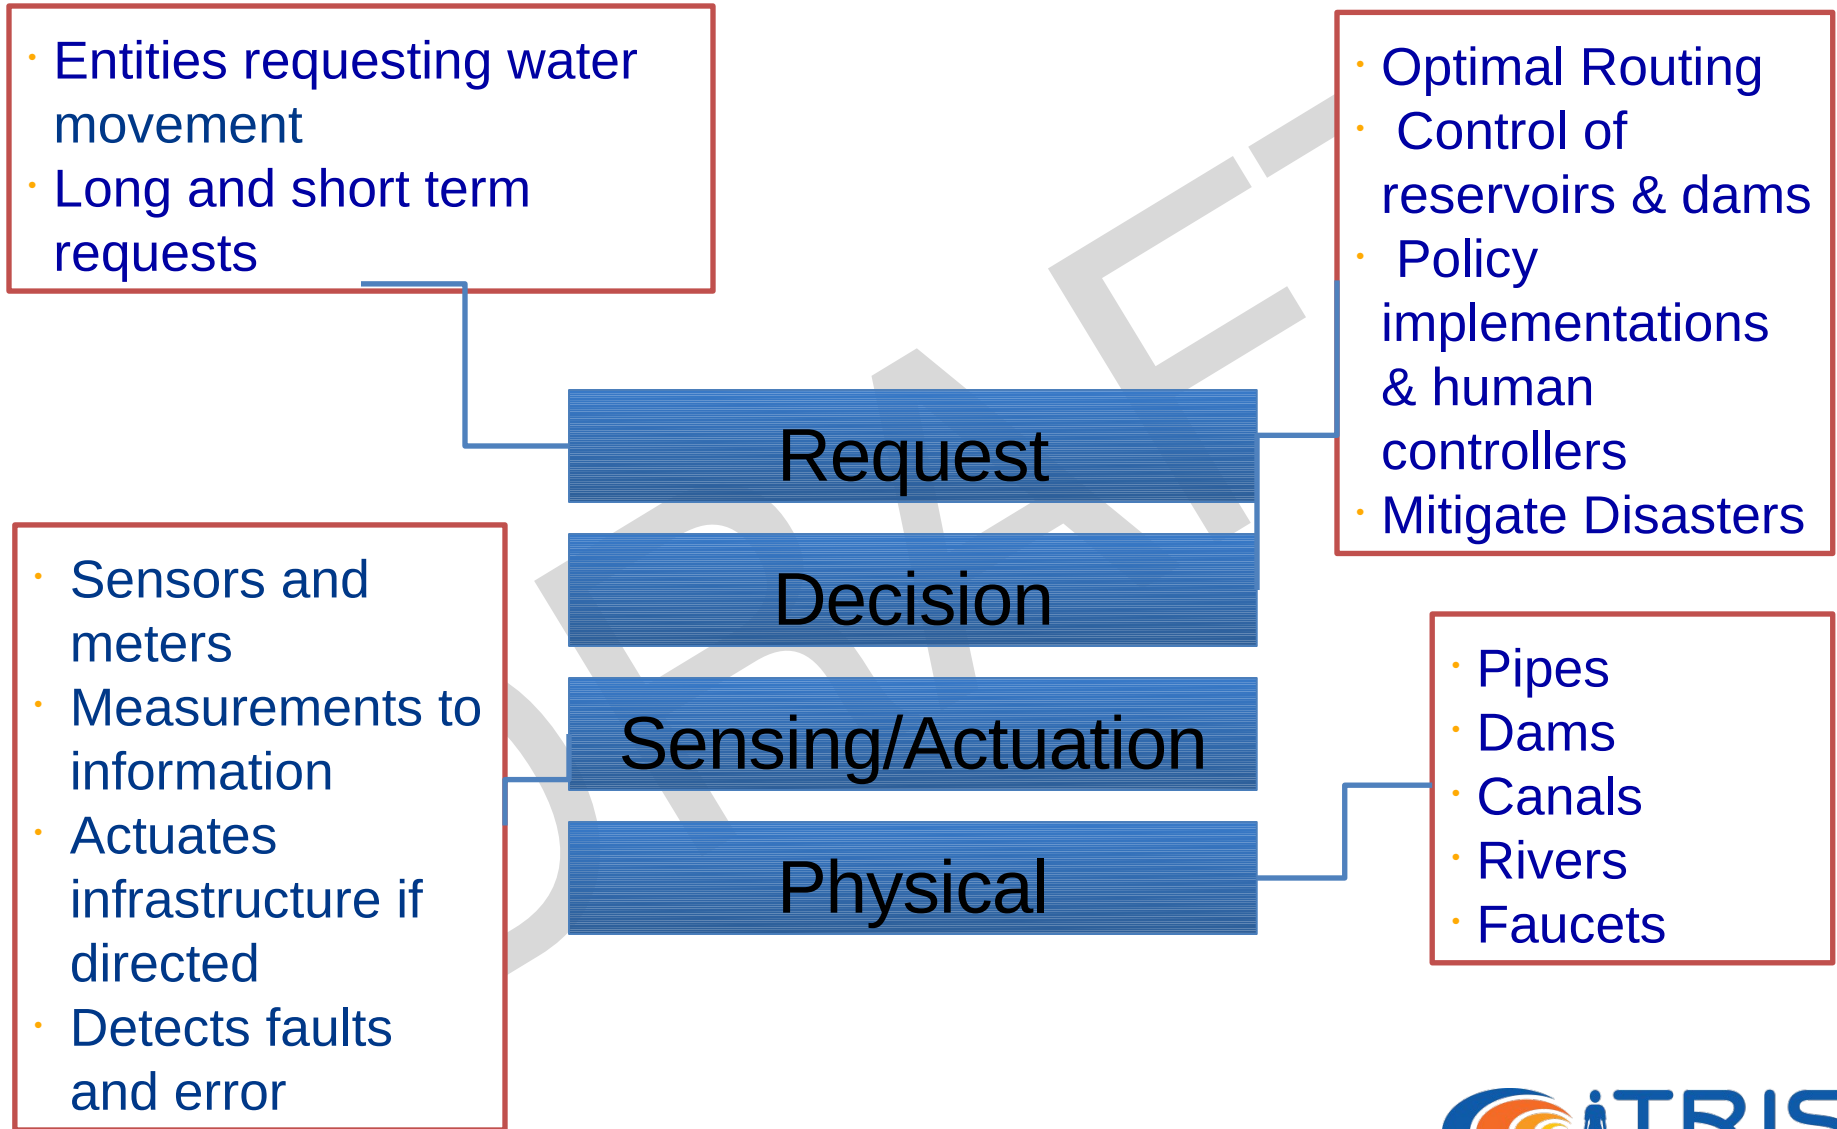 Entities requesting water
movement
Long and short term
requests
Optimal Routing
Control of
reservoirs & dams
Policy
implementations
& human
controllers
Mitigate Disasters
Request
Decision
Sensing/Actuation
Physical
Sensors and
meters
Measurements to
information
Actuates
infrastructure if
directed
Detects faults
and error
Pipes
Dams
Canals
Rivers
Faucets
DRAFT